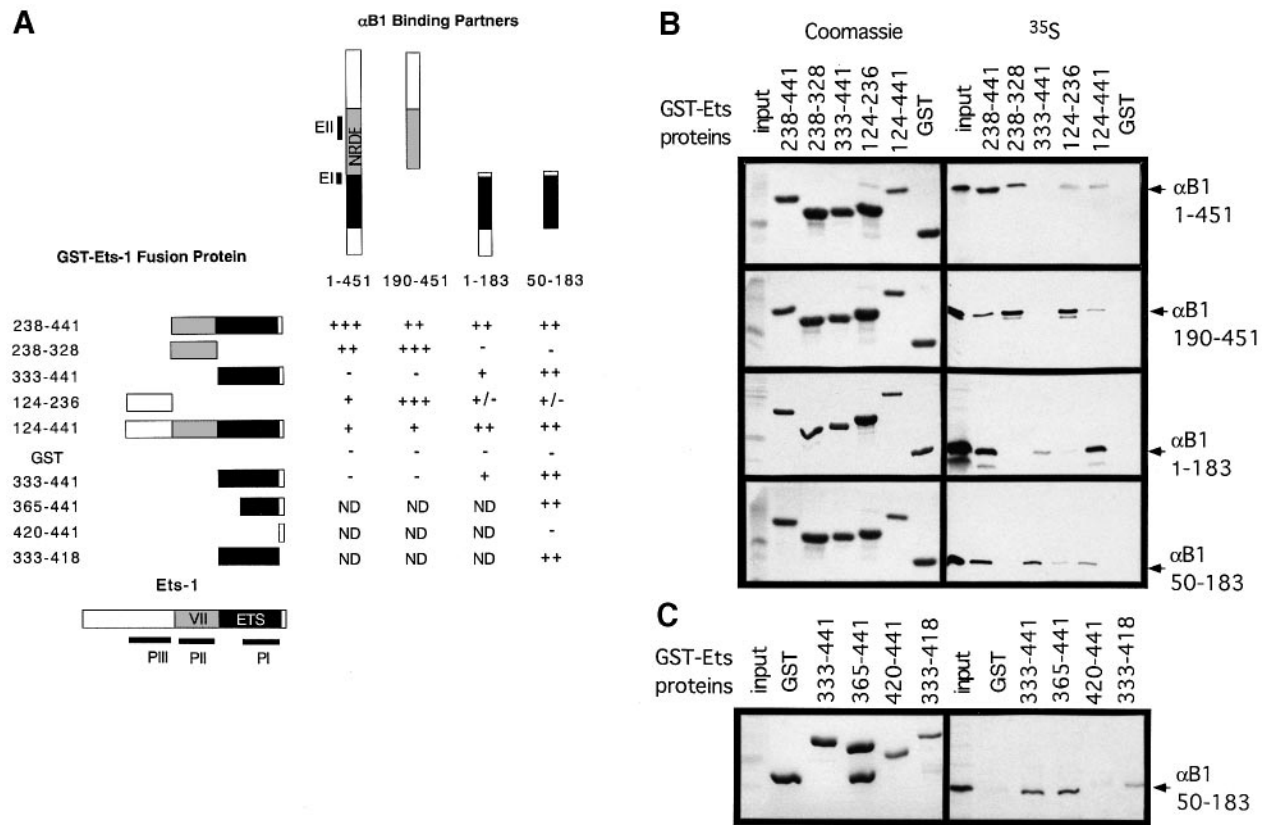 A
αB1 Binding Partners
EII
NRDE
EI
GST-Ets-1 Fusion Protein
1-451 190-451 1-183 50-183
238-441 +++ ++ ++ ++
238-328 ++ +++ - -
333-441 - - + ++
124-236 + +++ +/- +/-
124-441 + + ++ ++
GST - - - -
333-441 - - + ++
365-441 ND ND ND ++
420-441 ND ND ND -
333-418 ND ND ND ++
Ets-1
VII ETS
PIII PII PI
B
Coomassie 35S
GST-Ets proteins
input 238-441 238-328 333-441 124-236 124-441 GST
input 238-441 238-328 333-441 124-236 124-441 GST
αB1
1-451
αB1
190-451
αB1
1-183
αB1
50-183
C
GST-Ets proteins
input GST 333-441 365-441 420-441 333-418
input GST 333-441 365-441 420-441 333-418
αB1
50-183